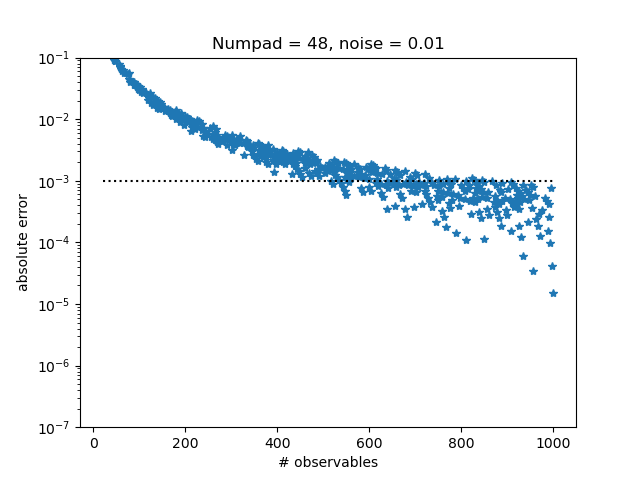 Numpad = 48, noise = 0.01
absolute error
10⁻¹
10⁻²
10⁻³
10⁻⁴
10⁻⁵
10⁻⁶
10⁻⁷
0 200 400 600 800 1000
# observables